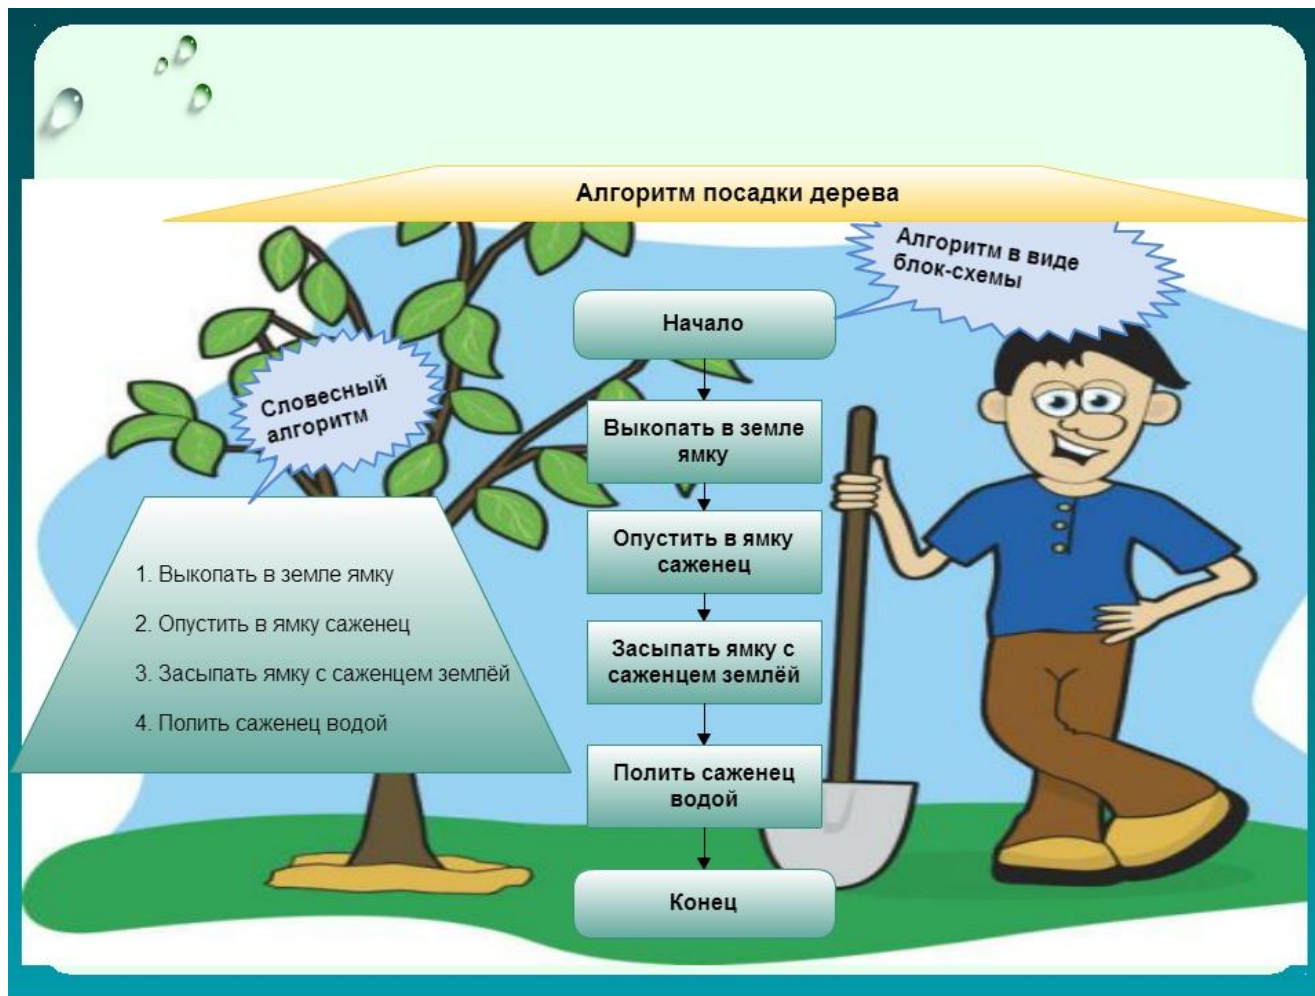 Алгоритм посадки дерева
Алгоритм в виде
блок-схемы
Словесный
алгоритм
1. Выкопать в земле ямку
2. Опустить в ямку саженец
3. Засыпать ямку с саженцем землёй
4. Полить саженец водой
Начало
Выкопать в земле
ямку
Опустить в ямку
саженец
Засыпать ямку с
саженцем землёй
Полить саженец
водой
Конец